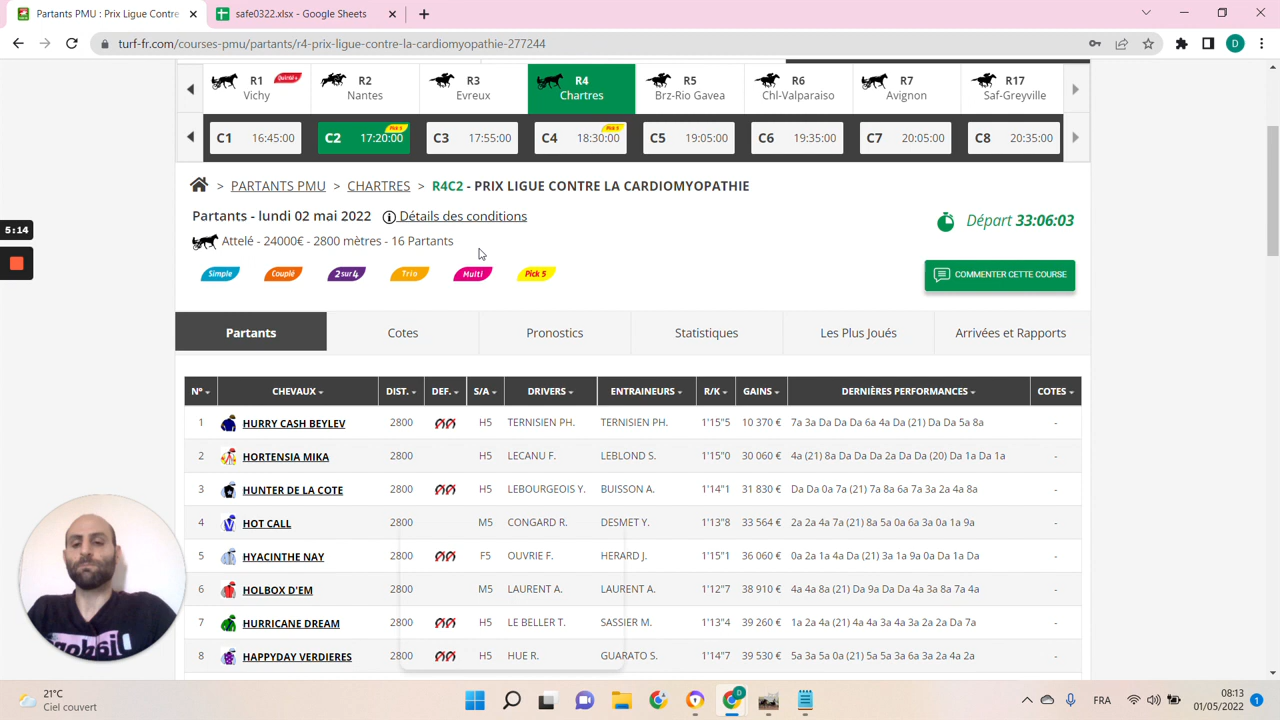 Partants PMU : Prix Ligue Contre
safe0322.xlsx - Google Sheets
turf-fr.com/courses-pmu/partants/r4-prix-ligue-contre-la-cardiomyopathie-277244
D
R1 Quinté+ R2 R3 R4 R5 R6 R7 R17
Vichy Nantes Evreux Chartres Brz-Rio Gavea Chl-Valparaiso Avignon Saf-Greyville
C1 16:45:00 C2 17:20:00 Pick 5 C3 17:55:00 C4 18:30:00 Pick 5 C5 19:05:00 C6 19:35:00 C7 20:05:00 C8 20:35:00
> PARTANTS PMU > CHARTRES > R4C2 - PRIX LIGUE CONTRE LA CARDIOMYOPATHIE
Partants - lundi 02 mai 2022 Détails des conditions
Départ 33:06:03
5:14
Attelé - 24000€ - 2800 mètres - 16 Partants
Simple Couplé 2sur4 Trio Multi Pick 5
COMMENTER CETTE COURSE
Partants Cotes Pronostics Statistiques Les Plus Joués Arrivées et Rapports
N° CHEVAUX DIST. DEF. S/A DRIVERS ENTRAINEURS R/K GAINS DERNIÈRES PERFORMANCES COTES
1 HURRY CASH BEYLEV 2800 H5 TERNISIEN PH. TERNISIEN PH. 1'15"5 10 370 € 7a 3a Da Da Da 6a 4a Da (21) Da Da 5a 8a -
2 HORTENSIA MIKA 2800 H5 LECANU F. LEBLOND S. 1'15"0 30 060 € 4a (21) 8a Da Da Da 2a Da Da (20) Da 1a Da 1a -
3 HUNTER DE LA COTE 2800 H5 LEBOURGEOIS Y. BUISSON A. 1'14"1 31 830 € Da Da 0a 7a (21) 7a 8a 6a 7a 3a 2a 4a 8a -
4 HOT CALL 2800 M5 CONGARD R. DESMET Y. 1'13"8 33 564 € 2a 2a 4a 7a (21) 8a 5a 0a 6a 3a 0a 1a 9a -
5 HYACINTHE NAY 2800 F5 OUVRIE F. HERARD J. 1'15"1 36 060 € 0a 2a 1a 4a Da (21) 3a 1a 9a 0a Da 1a Da -
6 HOLBOX D'EM 2800 M5 LAURENT A. LAURENT A. 1'12"7 38 910 € 4a 4a 8a (21) Da 9a Da Da 4a 3a 8a 7a 4a -
7 HURRICANE DREAM 2800 H5 LE BELLER T. SASSIER M. 1'13"4 39 260 € 1a 2a 4a (21) 4a 4a 3a 4a 3a 2a 2a Da 7a -
8 HAPPYDAY VERDIERES 2800 H5 HUE R. GUARATO S. 1'14"7 39 530 € 5a 3a 5a 0a (21) 5a 5a 3a 6a 3a 2a 4a 2a -
21°C
Ciel couvert
FRA
08:13
01/05/2022
1